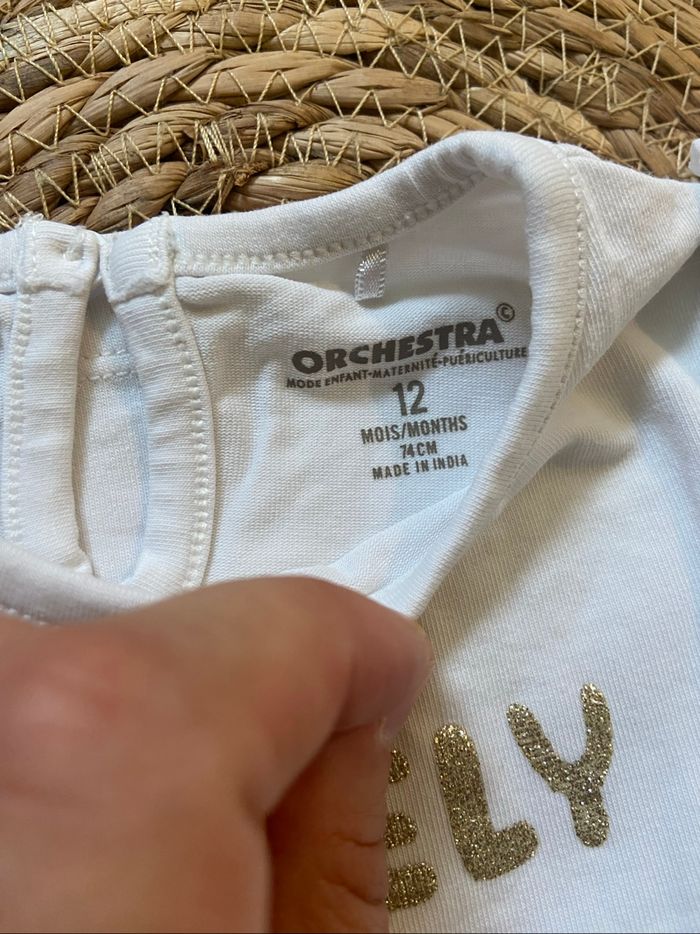 ORCHESTRA©
MODE ENFANT-MATERNITÉ-PUÉRICULTURE
12
MOIS/MONTHS
74CM
MADE IN INDIA
ELY